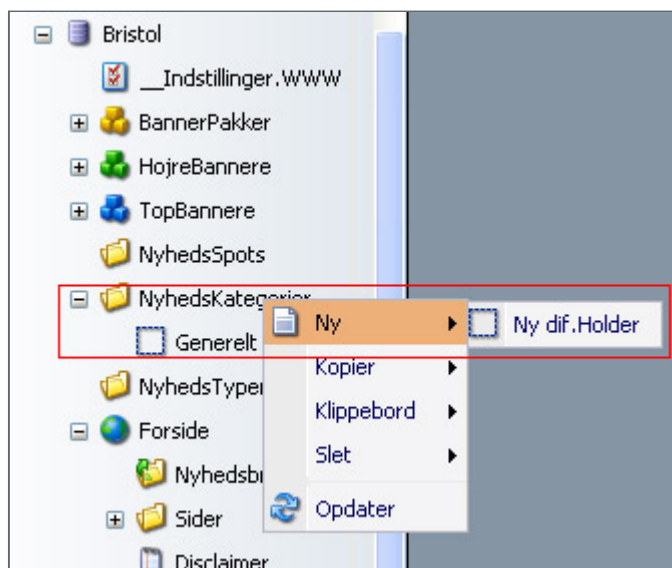 Bristol
__Indstillinger.WWW
BannerPakker
HojreBannere
TopBannere
NyhedsSpots
NyhedsKategorier
Generelt
Ny
Ny dif.Holder
Kopier
NyhedsTyper
Klippebord
Forside
Slet
Nyhedsb
Sider
Opdater
Disclaimer